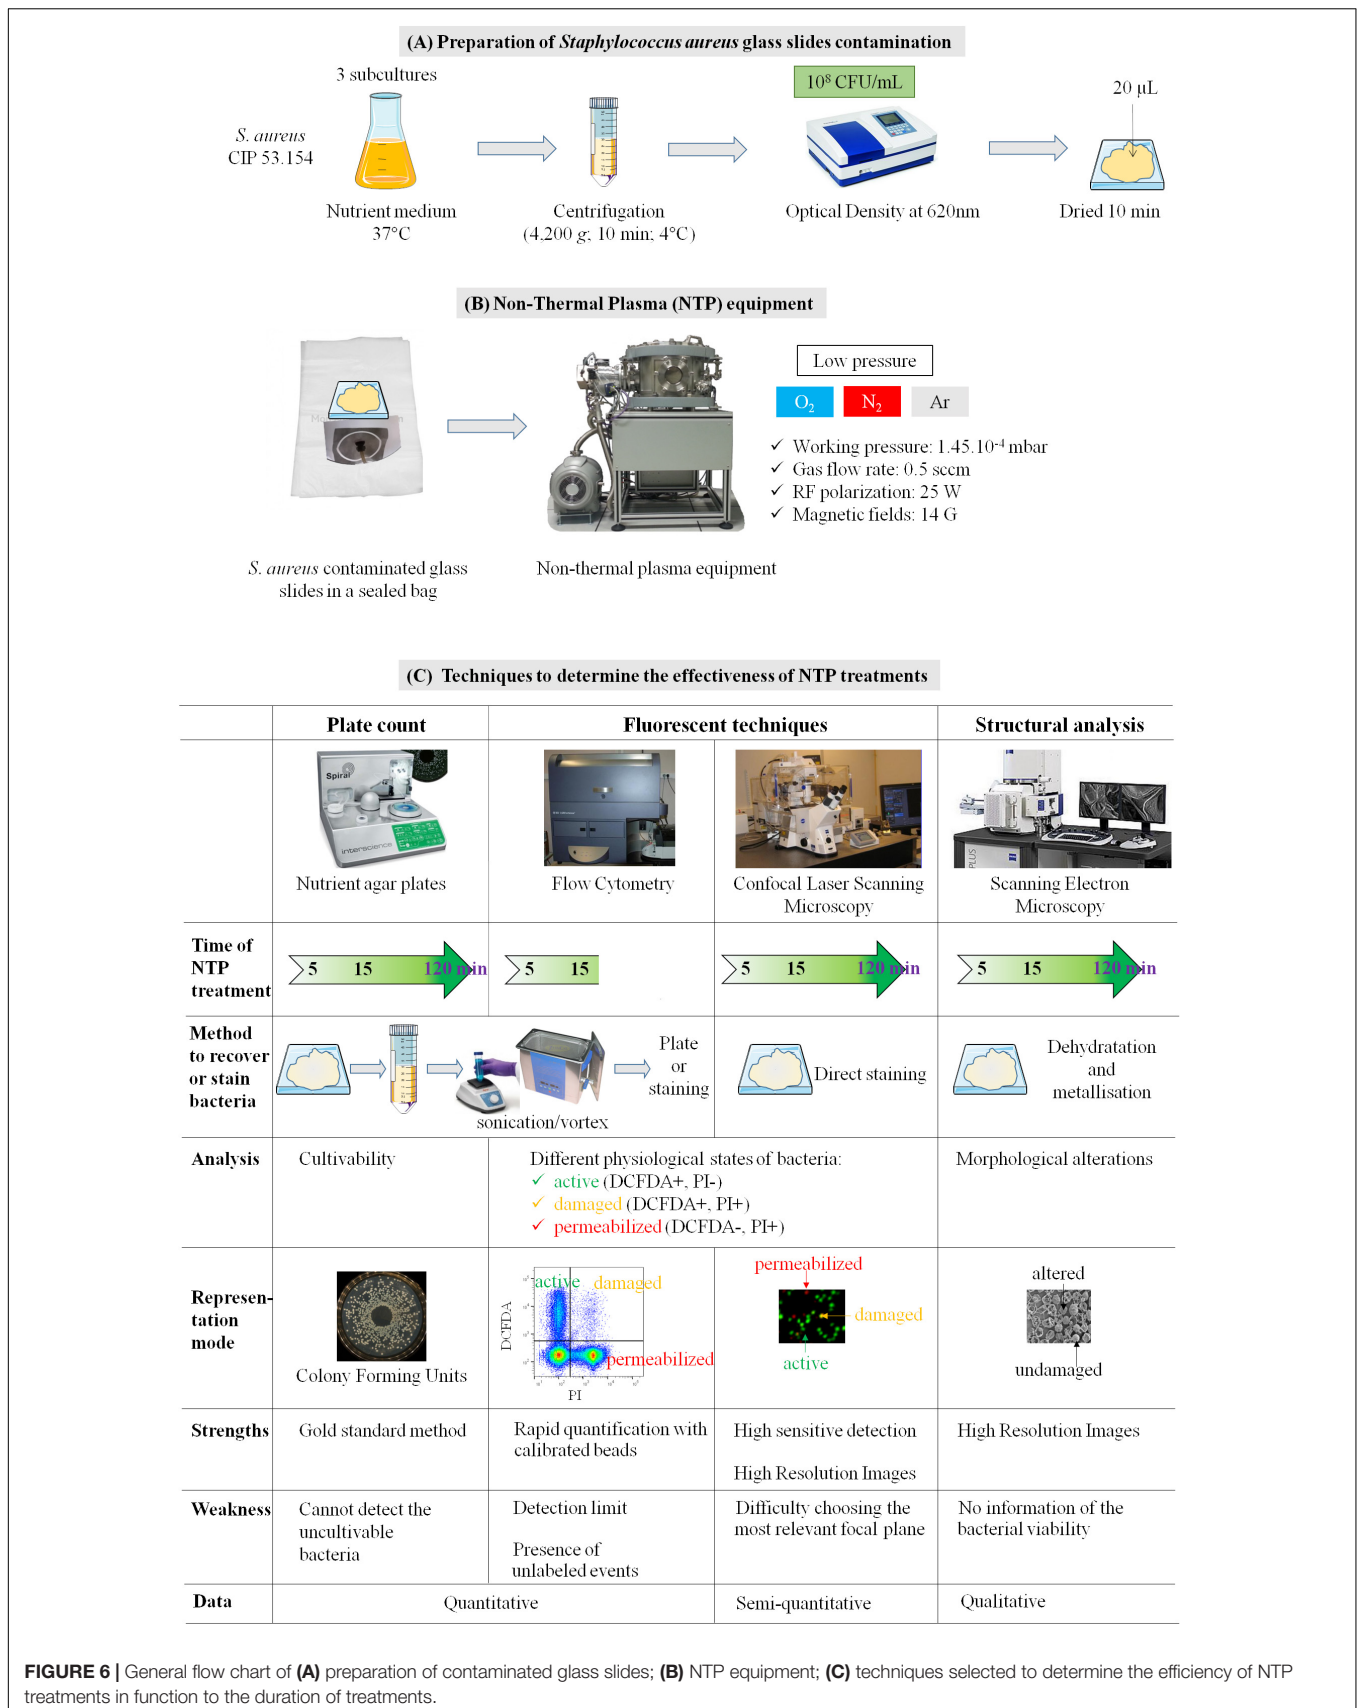 (A) Preparation of Staphylococcus aureus glass slides contamination
3 subcultures
10⁸ CFU/mL
20 µL
S. aureus
CIP 53.154
Nutrient medium
37°C
Centrifugation
(4,200 g; 10 min; 4°C)
Optical Density at 620nm
Dried 10 min
(B) Non-Thermal Plasma (NTP) equipment
Low pressure
O₂
N₂
Ar
✓ Working pressure: 1.45.10⁻⁴ mbar
✓ Gas flow rate: 0.5 sccm
✓ RF polarization: 25 W
✓ Magnetic fields: 14 G
S. aureus contaminated glass
slides in a sealed bag
Non-thermal plasma equipment
(C) Techniques to determine the effectiveness of NTP treatments
Plate count
Fluorescent techniques
Structural analysis
Spiral
interscience
PLUS
Nutrient agar plates
Flow Cytometry
Confocal Laser Scanning
Microscopy
Scanning Electron
Microscopy
Time of
NTP
treatment
5 15 120 min
5 15
5 15 120 min
5 15 120 min
Method
to recover
or stain
bacteria
sonication/vortex
Plate
or
staining
Direct staining
Dehydratation
and
metallisation
Analysis
Cultivability
Different physiological states of bacteria:
✓ active (DCFDA+, PI-)
✓ damaged (DCFDA+, PI+)
✓ permeabilized (DCFDA-, PI+)
Morphological alterations
Represen-
tation
mode
Colony Forming Units
active
damaged
permeabilized
DCFDA
PI
permeabilized
damaged
active
altered
undamaged
Strengths
Gold standard method
Rapid quantification with
calibrated beads
High sensitive detection
High Resolution Images
High Resolution Images
Weakness
Cannot detect the
uncultivable
bacteria
Detection limit
Presence of
unlabeled events
Difficulty choosing the
most relevant focal plane
No information of the
bacterial viability
Data
Quantitative
Semi-quantitative
Qualitative
FIGURE 6 | General flow chart of (A) preparation of contaminated glass slides; (B) NTP equipment; (C) techniques selected to determine the efficiency of NTP
treatments in function to the duration of treatments.